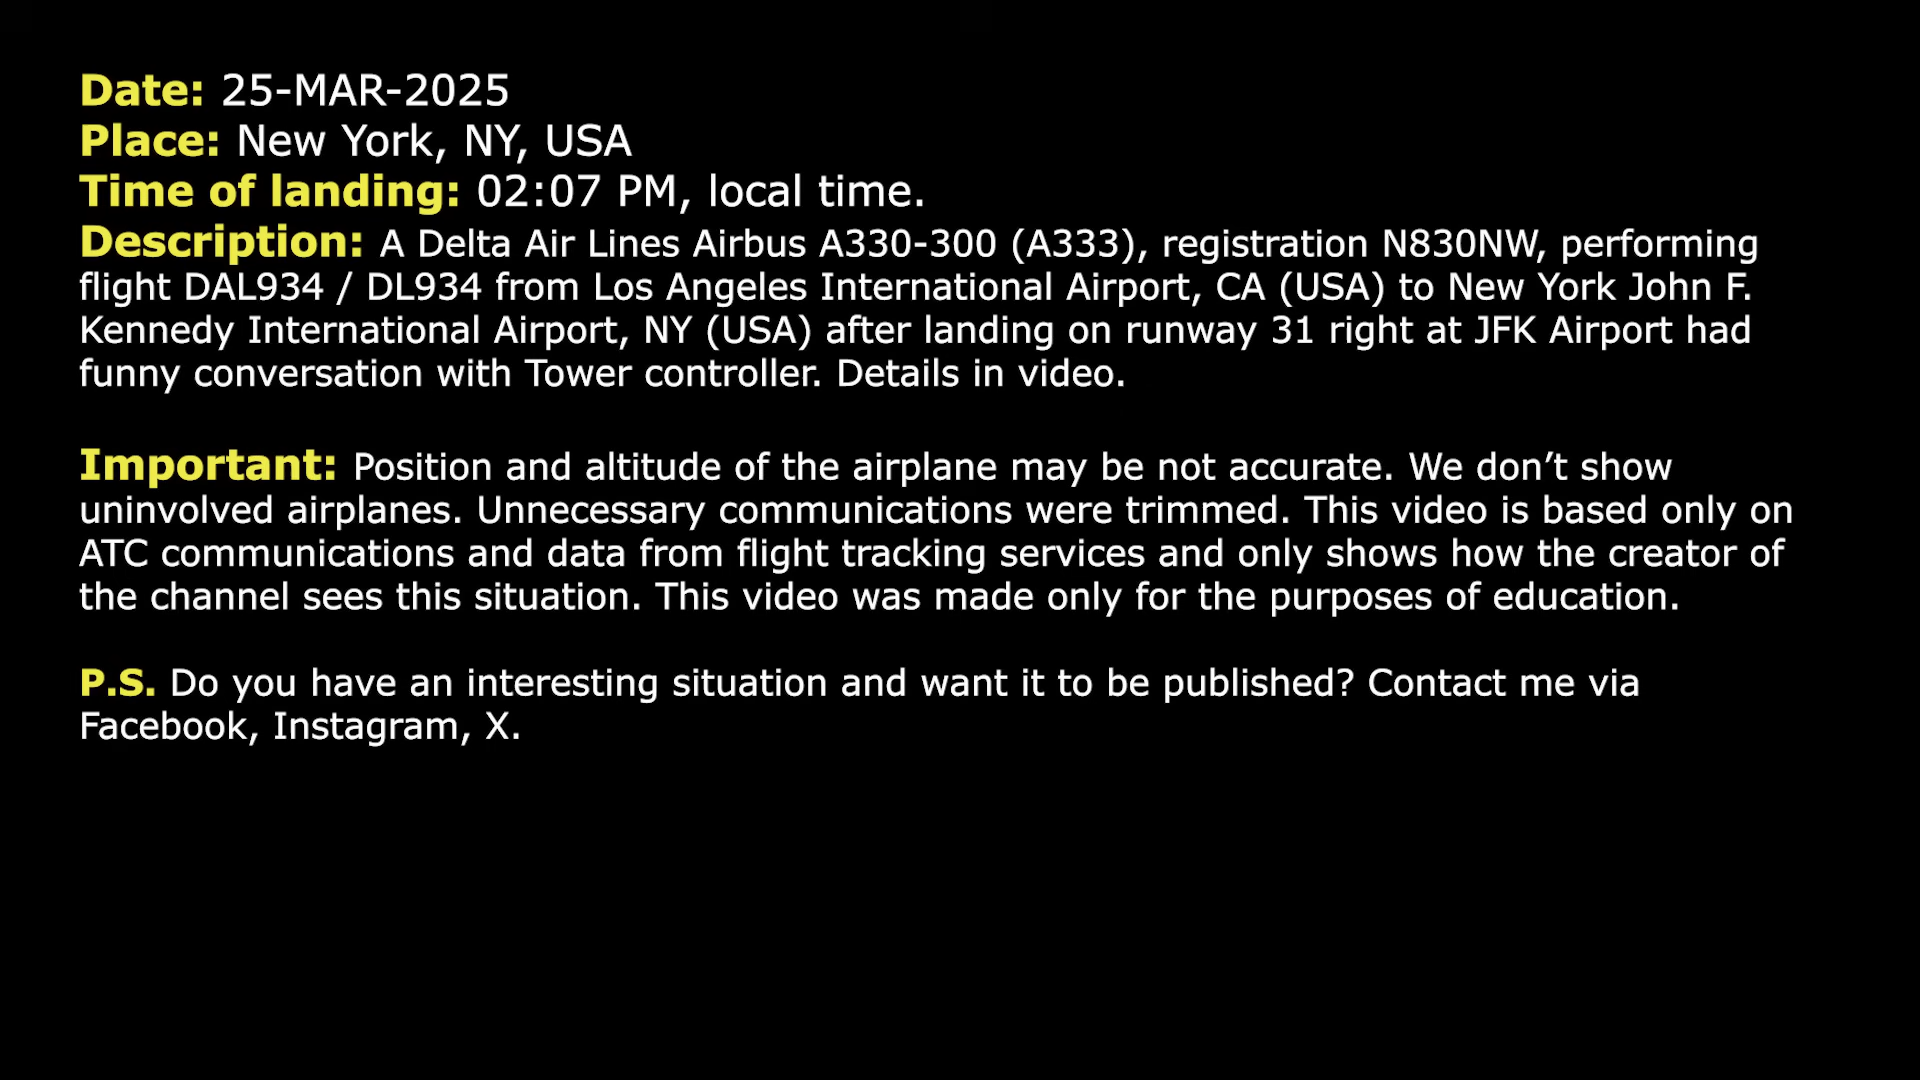 Date: 25-MAR-2025
Place: New York, NY, USA
Time of landing: 02:07 PM, local time.
Description: A Delta Air Lines Airbus A330-300 (A333), registration N830NW, performing
flight DAL934 / DL934 from Los Angeles International Airport, CA (USA) to New York John F.
Kennedy International Airport, NY (USA) after landing on runway 31 right at JFK Airport had
funny conversation with Tower controller. Details in video.
Important: Position and altitude of the airplane may be not accurate. We don’t show
uninvolved airplanes. Unnecessary communications were trimmed. This video is based only on
ATC communications and data from flight tracking services and only shows how the creator of
the channel sees this situation. This video was made only for the purposes of education.
P.S. Do you have an interesting situation and want it to be published? Contact me via
Facebook, Instagram, X.